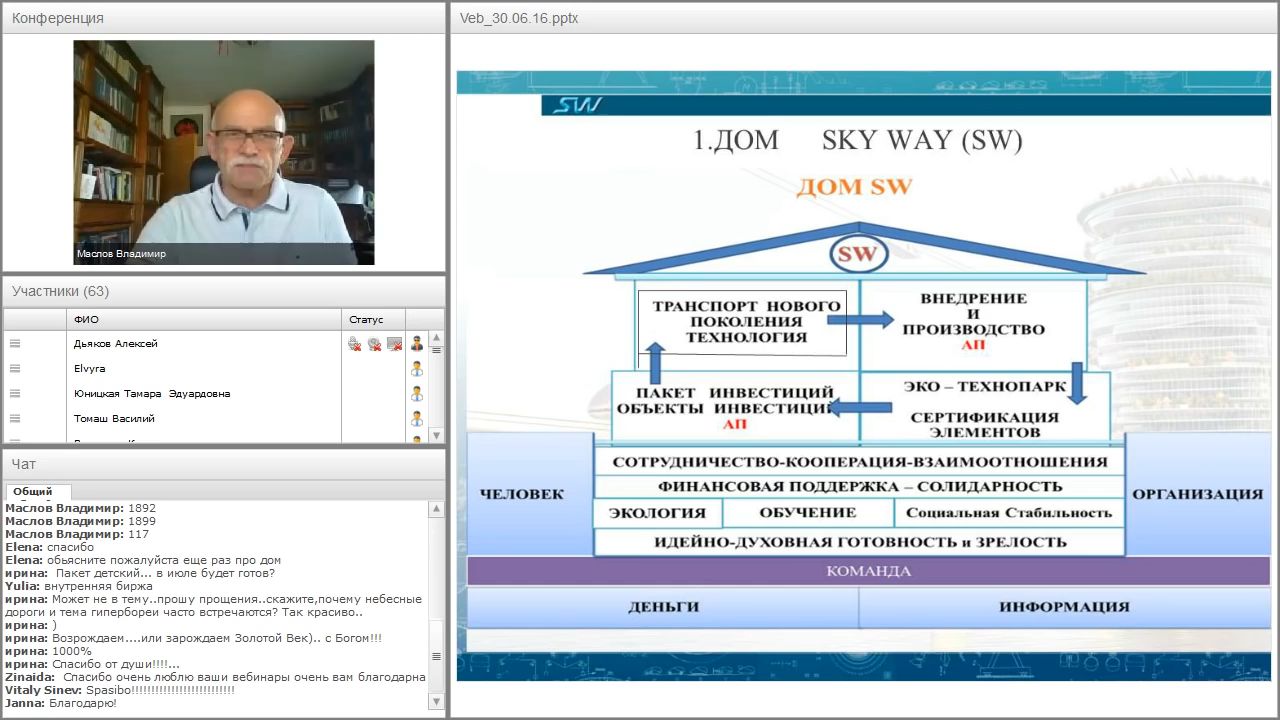 Конференция
Маслов Владимир
Участники (63)
ФИО
Статус
Дьяков Алексей
Elvyra
Юницкая Тамара Эдуардовна
Томаш Василий
Чат
Общий
Маслов Владимир: 1892
Маслов Владимир: 1899
Маслов Владимир: 117
Elena: спасибо
Elena: обьясните пожалуйста еще раз про дом
ирина: Пакет детский... в июле будет готов?
Yulia: внутренняя биржа
ирина: Может не в тему..прошу прощения..скажите,почему небесные
дороги и тема гипербореи часто встречаются? Так красиво..
ирина: )
ирина: Возрождаем....или зарождаем Золотой Век).. с Богом!!!
ирина: 1000%
ирина: Спасибо от души!!!!...
Zinaida: Спасибо очень люблю ваши вебинары очень вам благодарна
Vitaly Sinev: Spasibo!!!!!!!!!!!!!!!!!!!!!!!!!!
Janna: Благодарю!
Veb_30.06.16.pptx
SW
1.ДОМ SKY WAY (SW)
ДОМ SW
SW
ТРАНСПОРТ НОВОГО
ПОКОЛЕНИЯ
ТЕХНОЛОГИЯ
ВНЕДРЕНИЕ
И
ПРОИЗВОДСТВО
АП
ПАКЕТ ИНВЕСТИЦИЙ
ОБЪЕКТЫ ИНВЕСТИЦИЙ
АП
ЭКО – ТЕХНОПАРК
СЕРТИФИКАЦИЯ
ЭЛЕМЕНТОВ
ЧЕЛОВЕК
СОТРУДНИЧЕСТВО-КООПЕРАЦИЯ-ВЗАИМООТНОШЕНИЯ
ФИНАНСОВАЯ ПОДДЕРЖКА – СОЛИДАРНОСТЬ
ЭКОЛОГИЯ
ОБУЧЕНИЕ
Социальная Стабильность
ИДЕЙНО-ДУХОВНАЯ ГОТОВНОСТЬ и ЗРЕЛОСТЬ
ОРГАНИЗАЦИЯ
КОМАНДА
ДЕНЬГИ
ИНФОРМАЦИЯ